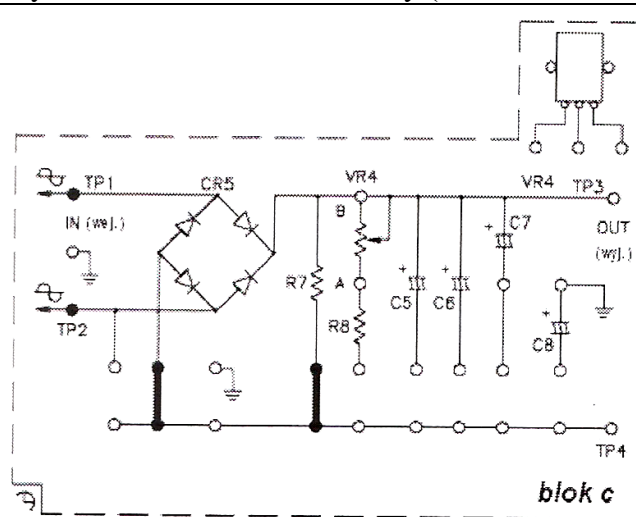 TP1
CR5
VR4
VR4
TP3
IN (wej.)
B
C7
OUT
(wyj.)
R7
A
C5
C6
TP2
R8
C8
TP4
blok c